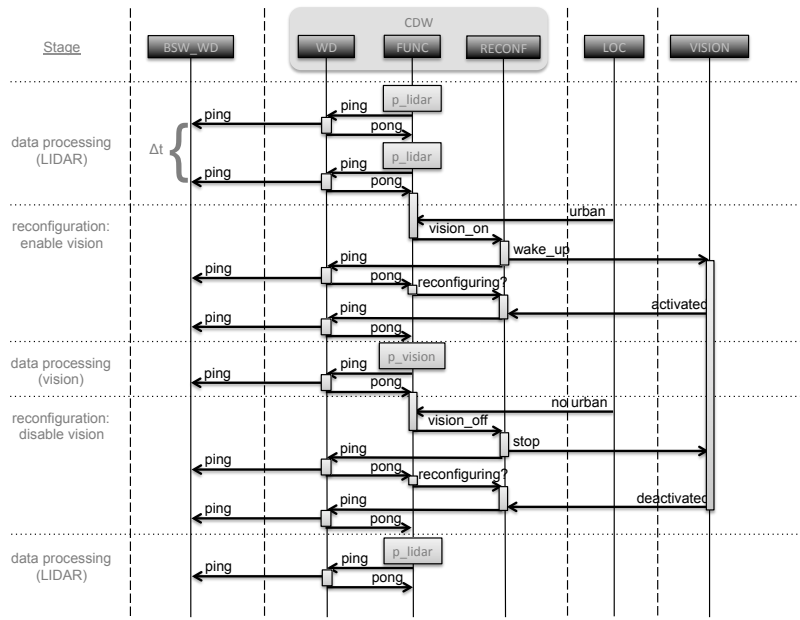 CDW
Stage
BSW_WD
WD
FUNC
RECONF
LOC
VISION
p_lidar
ping
ping
pong
data processing
(LIDAR)
Δt
p_lidar
ping
ping
pong
urban
reconfiguration:
enable vision
vision_on
wake_up
ping
ping
pong
reconfiguring?
activated
ping
ping
pong
data processing
(vision)
p_vision
ping
ping
pong
no urban
reconfiguration:
disable vision
vision_off
stop
ping
ping
pong
reconfiguring?
deactivated
ping
ping
pong
data processing
(LIDAR)
p_lidar
ping
ping
pong